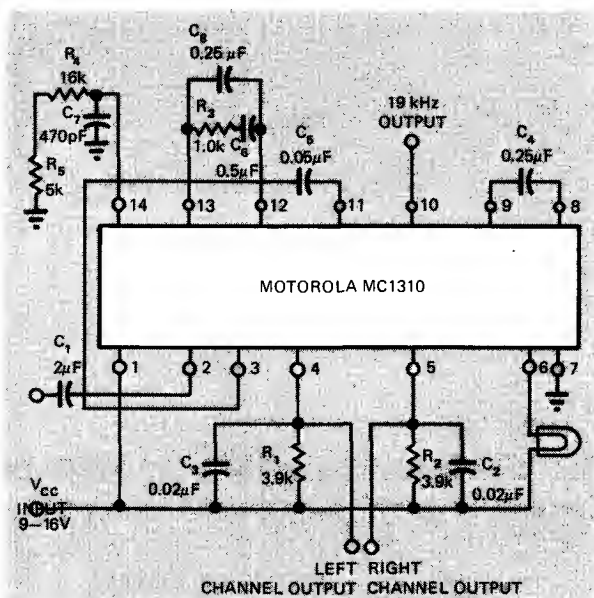 C8
0.25 µF
R4
16k
C7
470pF
R3
1.0k
C6
0.5µF
C5
0.05µF
19 kHz
OUTPUT
C4
0.25µF
R5
5k
14
13
12
11
10
9
8
MOTOROLA MC1310
C1
2µF
1
2
3
4
5
6
7
C3
0.02µF
R1
3.9k
R2
3.9k
C2
0.02µF
Vcc
INPUT
9–16V
LEFT RIGHT
CHANNEL OUTPUT CHANNEL OUTPUT